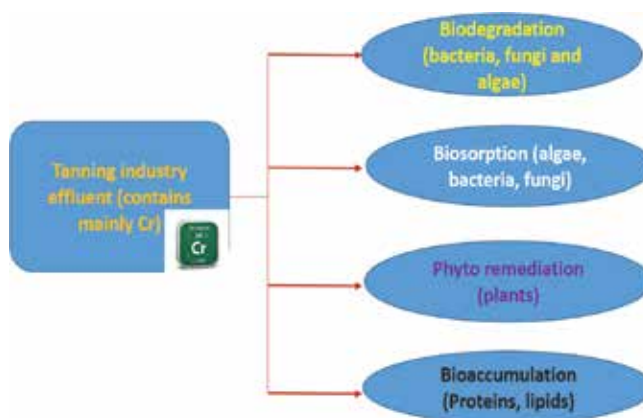 Biodegradation
(bacteria, fungi and
algae)
Tanning industry
effluent (contains
mainly Cr)
Cr
Biosorption (algae,
bacteria, fungi)
Phyto remediation
(plants)
Bioaccumulation
(Proteins, lipids)